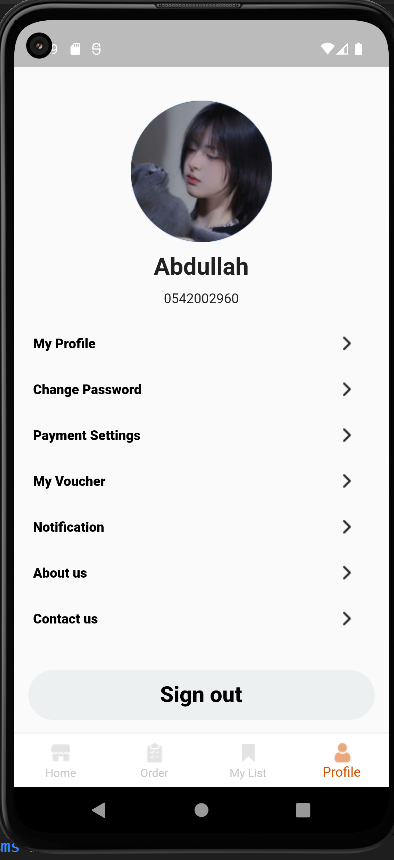 Abdullah
0542002960
My Profile
Change Password
Payment Settings
My Voucher
Notification
About us
Contact us
Sign out
Home
Order
My List
Profile
ms